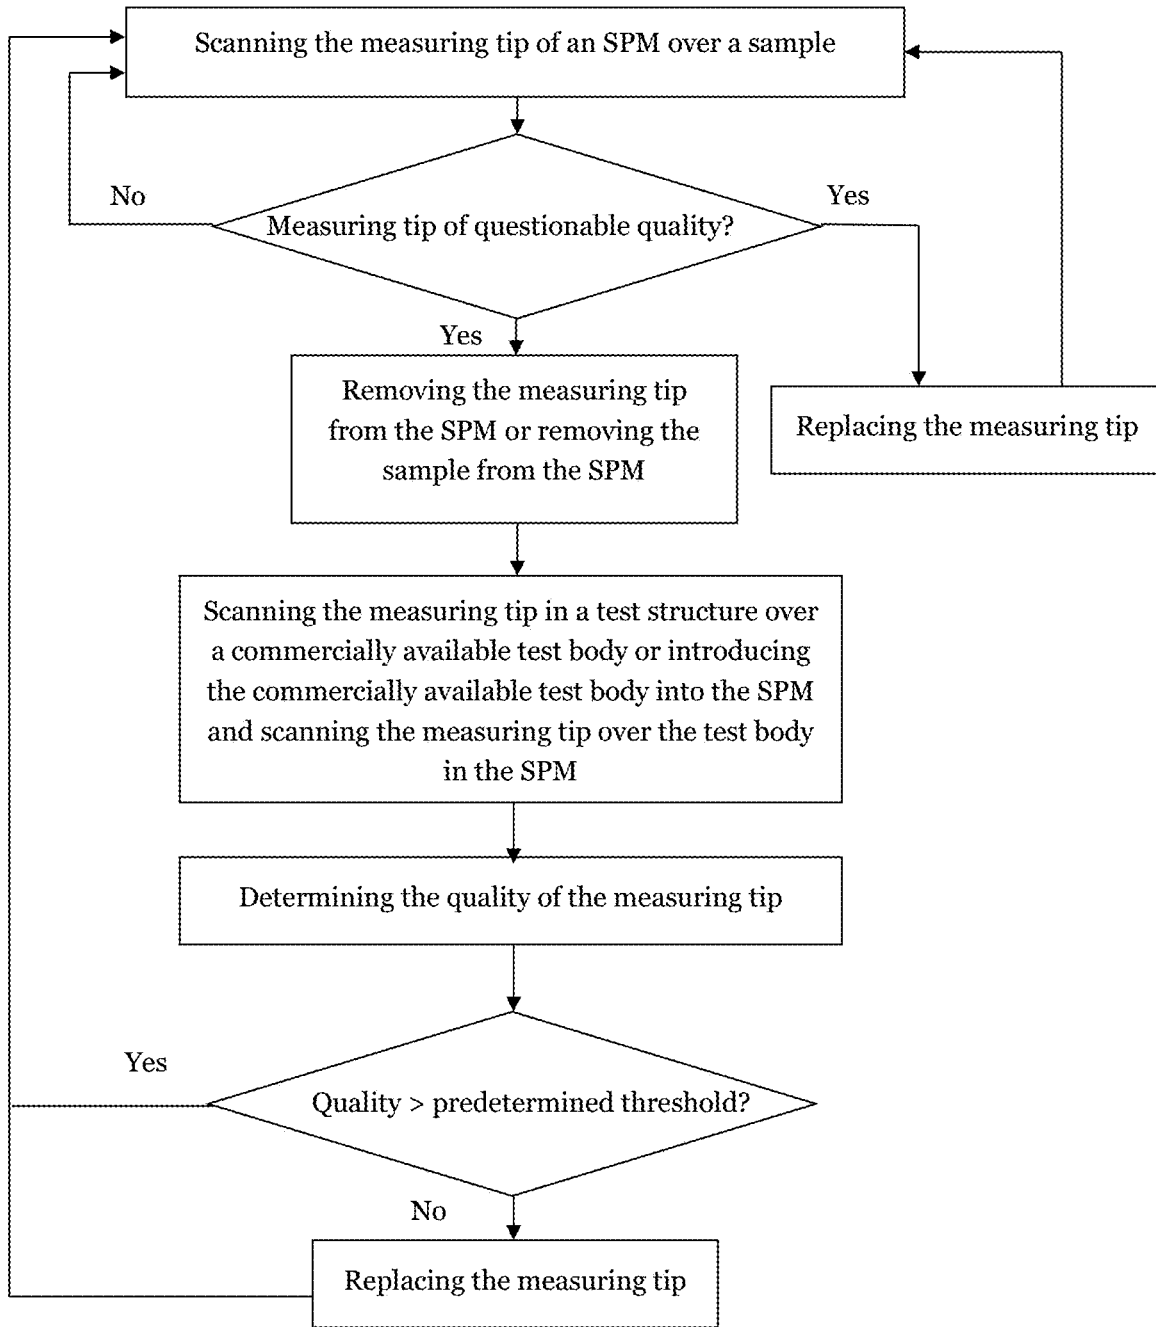 Scanning the measuring tip of an SPM over a sample
No
Yes
Measuring tip of questionable quality?
Yes
Removing the measuring tip
from the SPM or removing the
sample from the SPM
Replacing the measuring tip
Scanning the measuring tip in a test structure over
a commercially available test body or introducing
the commercially available test body into the SPM
and scanning the measuring tip over the test body
in the SPM
Determining the quality of the measuring tip
Yes
Quality > predetermined threshold?
No
Replacing the measuring tip